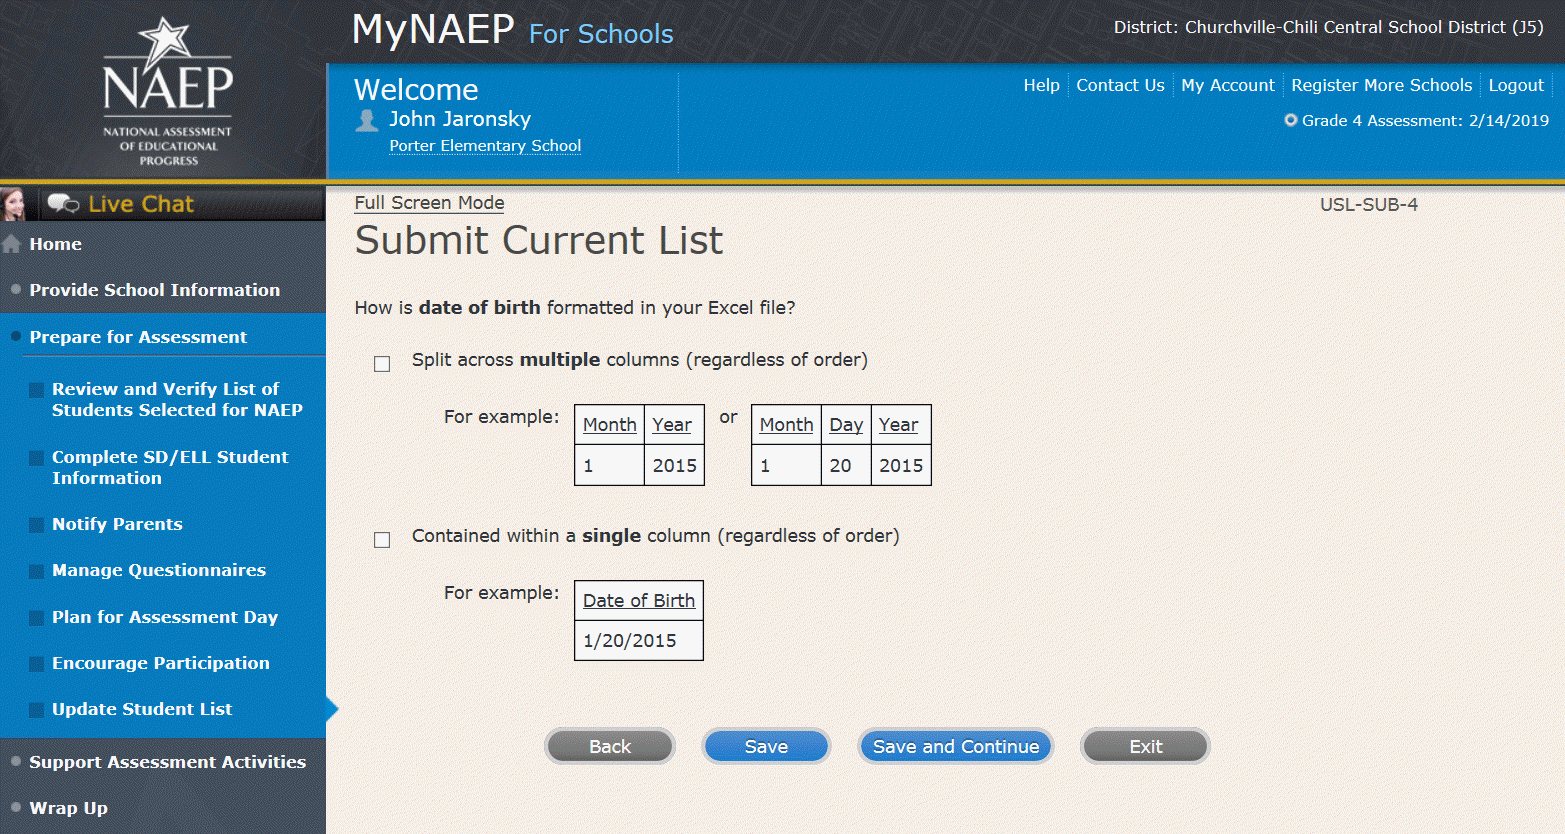 NAEP
NATIONAL ASSESSMENT
OF EDUCATIONAL
PROGRESS
MyNAEP For Schools
District: Churchville-Chili Central School District (J5)
Welcome
John Jaronsky
Porter Elementary School
Help Contact Us My Account Register More Schools Logout
Grade 4 Assessment: 2/14/2019
Live Chat
Home
Provide School Information
Prepare for Assessment
Review and Verify List of
Students Selected for NAEP
Complete SD/ELL Student
Information
Notify Parents
Manage Questionnaires
Plan for Assessment Day
Encourage Participation
Update Student List
Support Assessment Activities
Wrap Up
Full Screen Mode
USL-SUB-4
Submit Current List
How is date of birth formatted in your Excel file?
Split across multiple columns (regardless of order)
For example: Month Year or Month Day Year
1 2015 1 20 2015
Contained within a single column (regardless of order)
For example: Date of Birth
1/20/2015
Back Save Save and Continue Exit